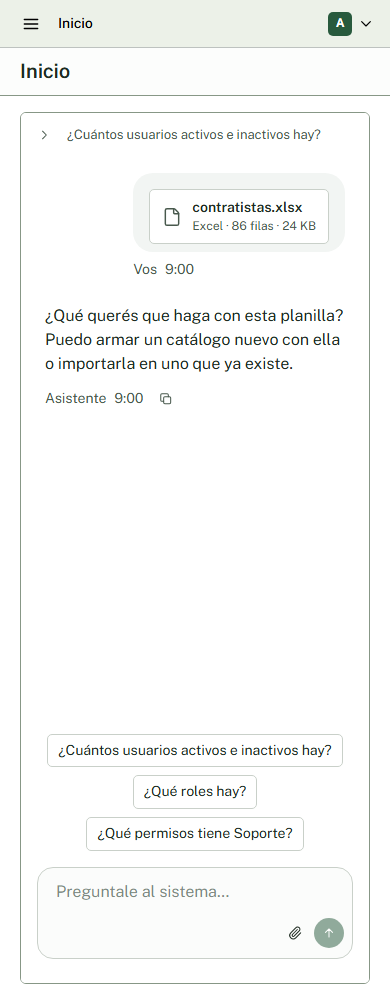 Inicio
A
Inicio
¿Cuántos usuarios activos e inactivos hay?
contratistas.xlsx
Excel · 86 filas · 24 KB
Vos 9:00
¿Qué querés que haga con esta planilla?
Puedo armar un catálogo nuevo con ella
o importarla en uno que ya existe.
Asistente 9:00
¿Cuántos usuarios activos e inactivos hay?
¿Qué roles hay?
¿Qué permisos tiene Soporte?
Preguntale al sistema...